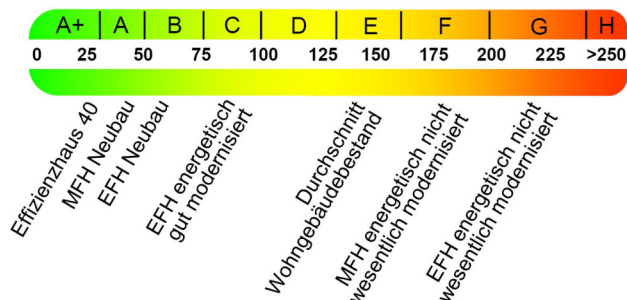 A+ A B C D E F G H
0 25 50 75 100 125 150 175 200 225 >250
Effizienzhaus 40
MFH Neubau
EFH Neubau
EFH energetisch
gut modernisiert
Durchschnitt
Wohngebäudebestand
MFH energetisch nicht
wesentlich modernisiert
EFH energetisch nicht
wesentlich modernisiert